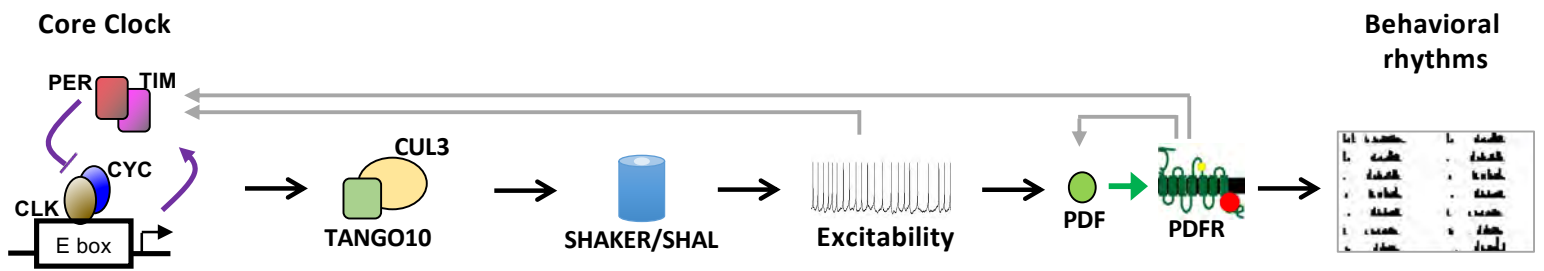 Core Clock
Behavioral
rhythms
PER
TIM
CYC
CLK
E box
CUL3
TANGO10
SHAKER/SHAL
Excitability
PDF
PDFR